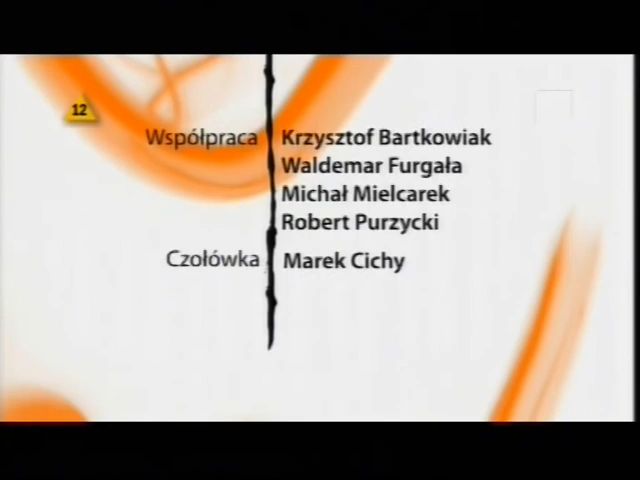 12
Współpraca Krzysztof Bartkowiak
Waldemar Furgała
Michał Mielcarek
Robert Purzycki
Czołówka Marek Cichy